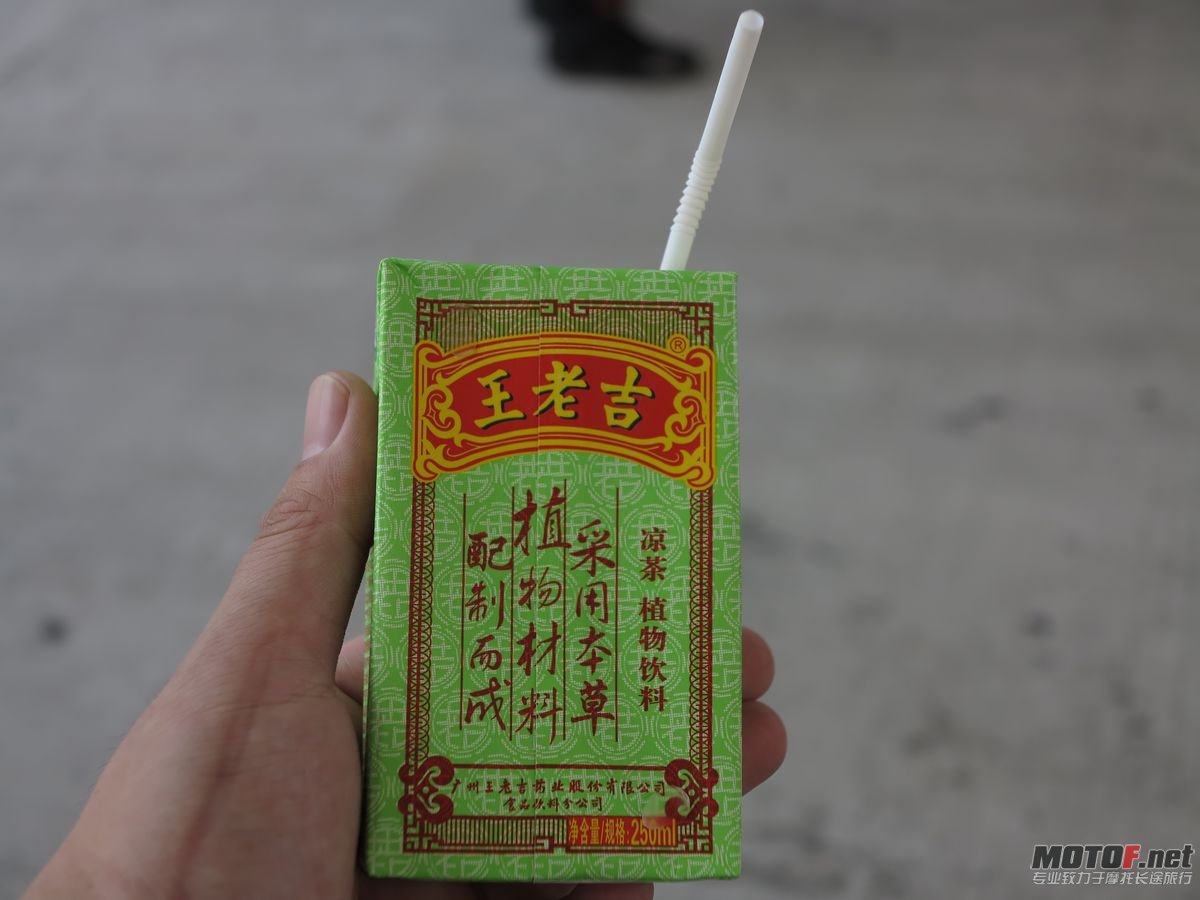 王老吉
®
凉茶 植物饮料
采用本草
植物材料
配制而成
广州王老吉药业股份有限公司
食品饮料分公司
净含量/规格:250ml
MOTOF.net
专业致力于摩托长途旅行